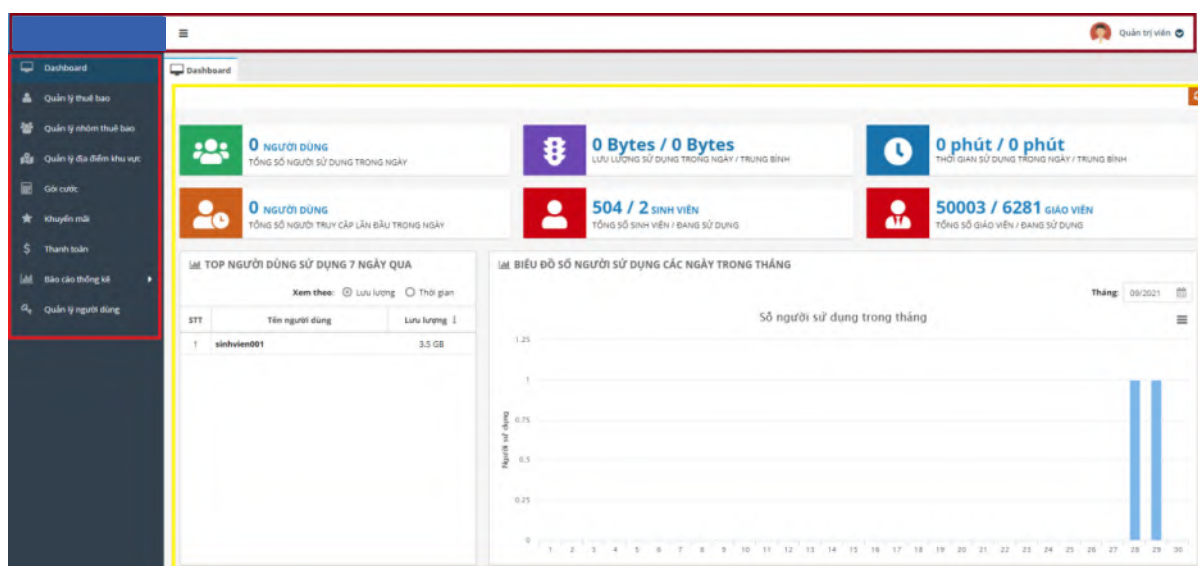 Quản trị viên
Dashboard
Quản lý thuê bao
Quản lý nhóm thuê bao
Quản lý địa điểm khu vực
Gói cước
Khuyến mãi
Thanh toán
Báo cáo thống kê
Quản lý người dùng
Dashboard
0 NGƯỜI DÙNG
TỔNG SỐ NGƯỜI SỬ DỤNG TRONG NGÀY
0 Bytes / 0 Bytes
LƯU LƯỢNG SỬ DỤNG TRONG NGÀY / TRUNG BÌNH
0 phút / 0 phút
THỜI GIAN SỬ DỤNG TRONG NGÀY / TRUNG BÌNH
0 NGƯỜI DÙNG
TỔNG SỐ NGƯỜI TRUY CẬP LẦN ĐẦU TRONG NGÀY
504 / 2 SINH VIÊN
TỔNG SỐ SINH VIÊN / ĐANG SỬ DỤNG
50003 / 6281 GIÁO VIÊN
TỔNG SỐ GIÁO VIÊN / ĐANG SỬ DỤNG
TOP NGƯỜI DÙNG SỬ DỤNG 7 NGÀY QUA
Xem theo: Lưu lượng Thời gian
STT Tên người dùng Lưu lượng
1 sinhvien001 3.5 GB
BIỂU ĐỒ SỐ NGƯỜI SỬ DỤNG CÁC NGÀY TRONG THÁNG
Tháng: 09/2021
Số người sử dụng trong tháng
Người sử dụng
1.25
1
0.75
0.5
0.25
0
1 2 3 4 5 6 7 8 9 10 11 12 13 14 15 16 17 18 19 20 21 22 23 24 25 26 27 28 29 30